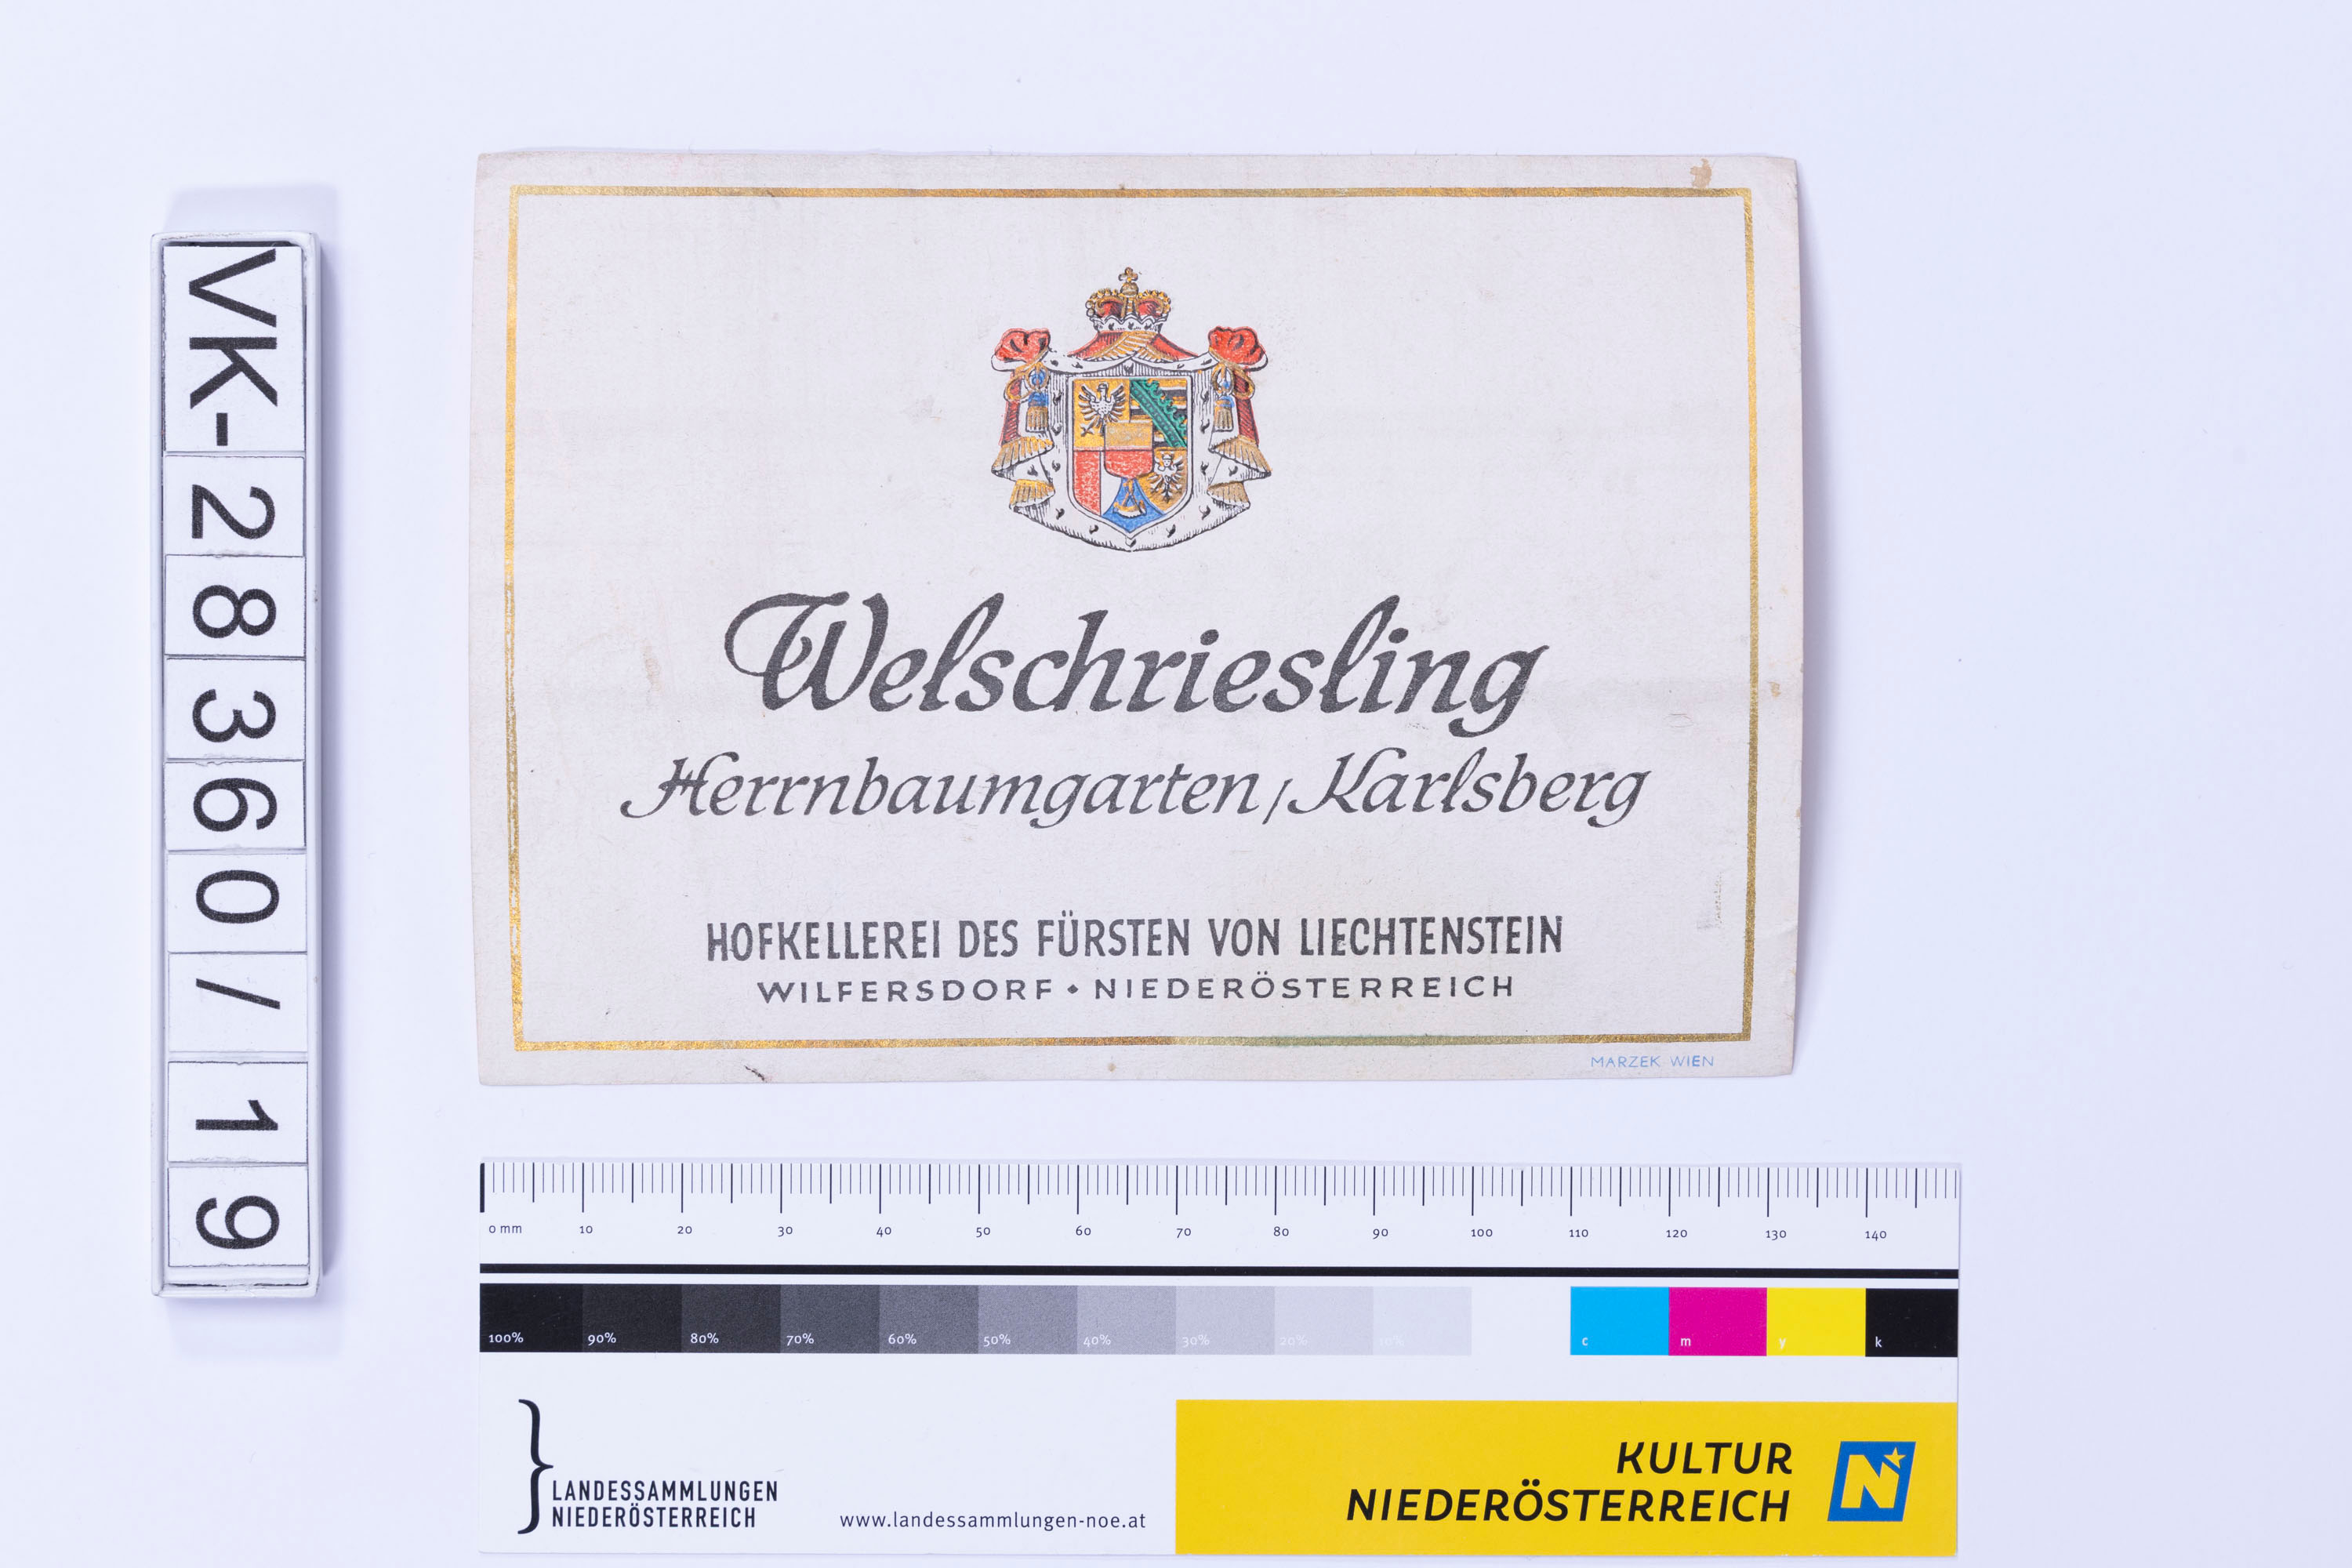 VK-28360/19
Welschriesling
Herrnbaumgarten/Karlsberg
HOFKELLEREI DES FÜRSTEN VON LIECHTENSTEIN
WILFERSDORF • NIEDERÖSTERREICH
MARZEK WIEN
0 mm 10 20 30 40 50 60 70 80 90 100 110 120 130 140
100% 90% 80% 70% 60% 50% 40% 30% 20% 10% c m y k
LANDESSAMMLUNGEN
NIEDERÖSTERREICH
www.landessammlungen-noe.at
KULTUR
NIEDERÖSTERREICH
N